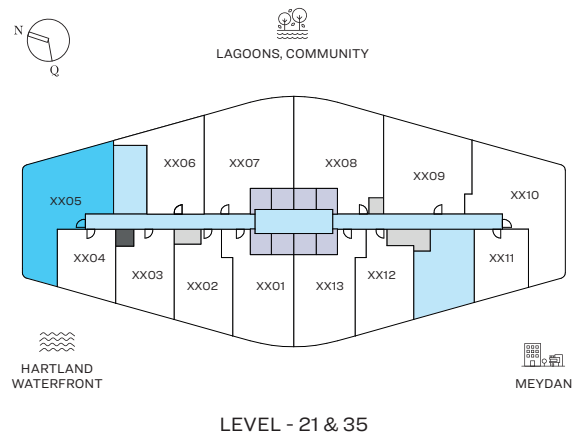 N
Q
LAGOONS, COMMUNITY
XX06
XX07
XX08
XX09
XX05
XX10
XX04
XX03
XX02
XX01
XX13
XX12
XX11
HARTLAND
WATERFRONT
MEYDAN
LEVEL - 21 & 35